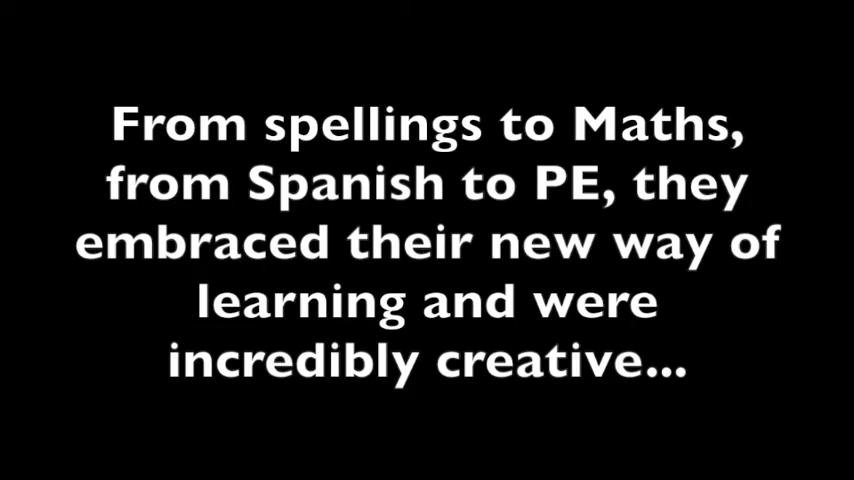 From spellings to Maths,
from Spanish to PE, they
embraced their new way of
learning and were
incredibly creative...